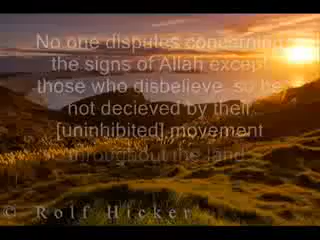 No one disputes concerning
the signs of Allah except
those who disbelieve, so be
not decieved by their
[uninhibited] movement
throughout the land.
© Rolf Hicker